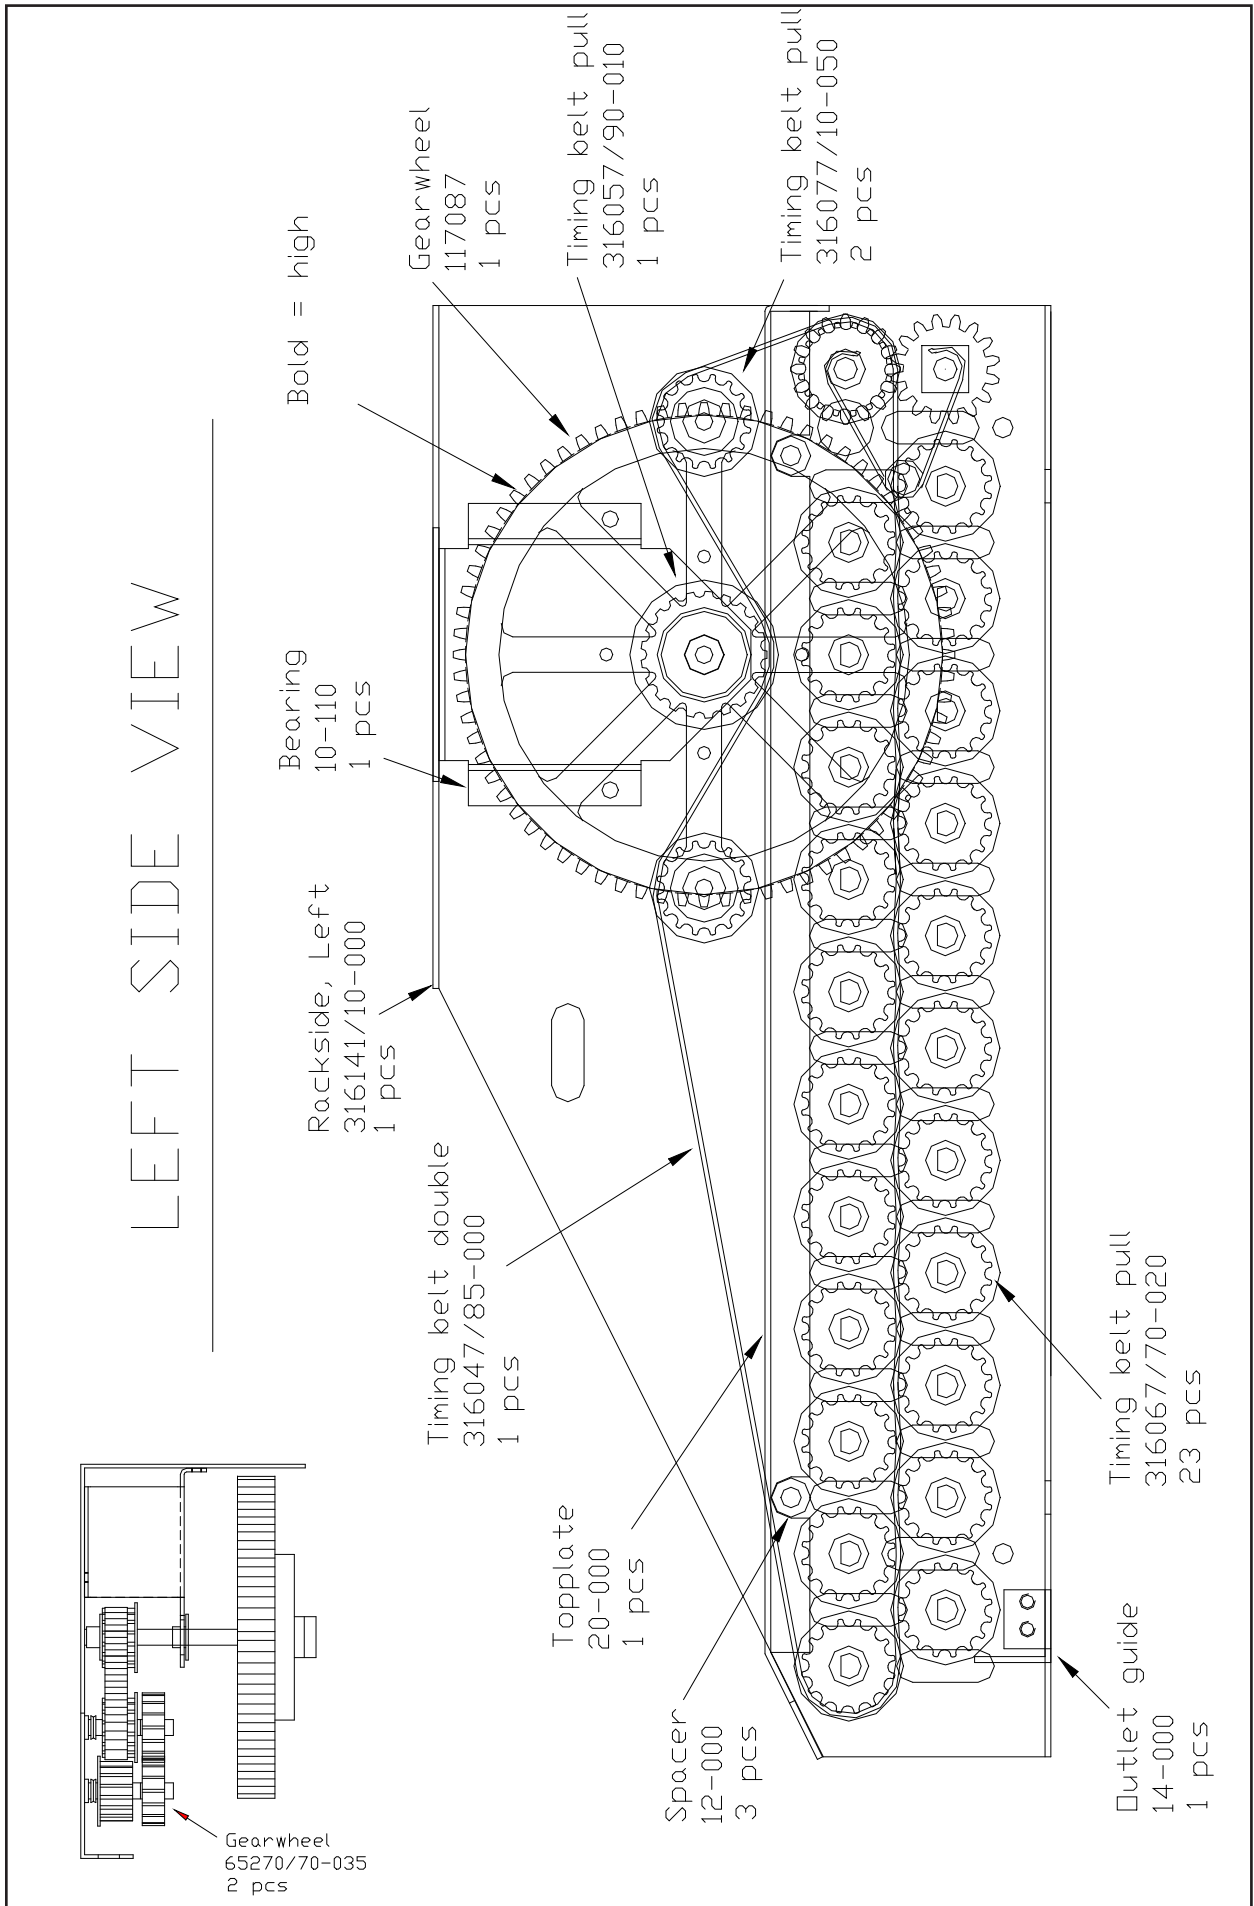 LEFT SIDE VIEW
Bold = high
Gearwheel
117087
1 pcs
Timing belt pull
316057/90-010
1 pcs
Timing belt pull
316077/10-050
2 pcs
Bearing
10-110
1 pcs
Rackside, Left
316141/10-000
1 pcs
Timing belt double
316047/85-000
1 pcs
Topplate
20-000
1 pcs
Spacer
12-000
3 pcs
Timing belt pull
316067/70-020
23 pcs
Outlet guide
14-000
1 pcs
Gearwheel
65270/70-035
2 pcs